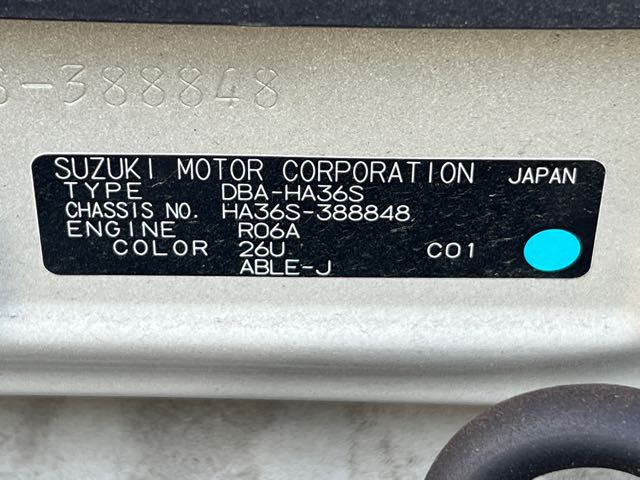 S-388848
SUZUKI MOTOR CORPORATION JAPAN
TYPE DBA-HA36S
CHASSIS NO. HA36S-388848
ENGINE R06A
COLOR 26U C01
ABLE-J